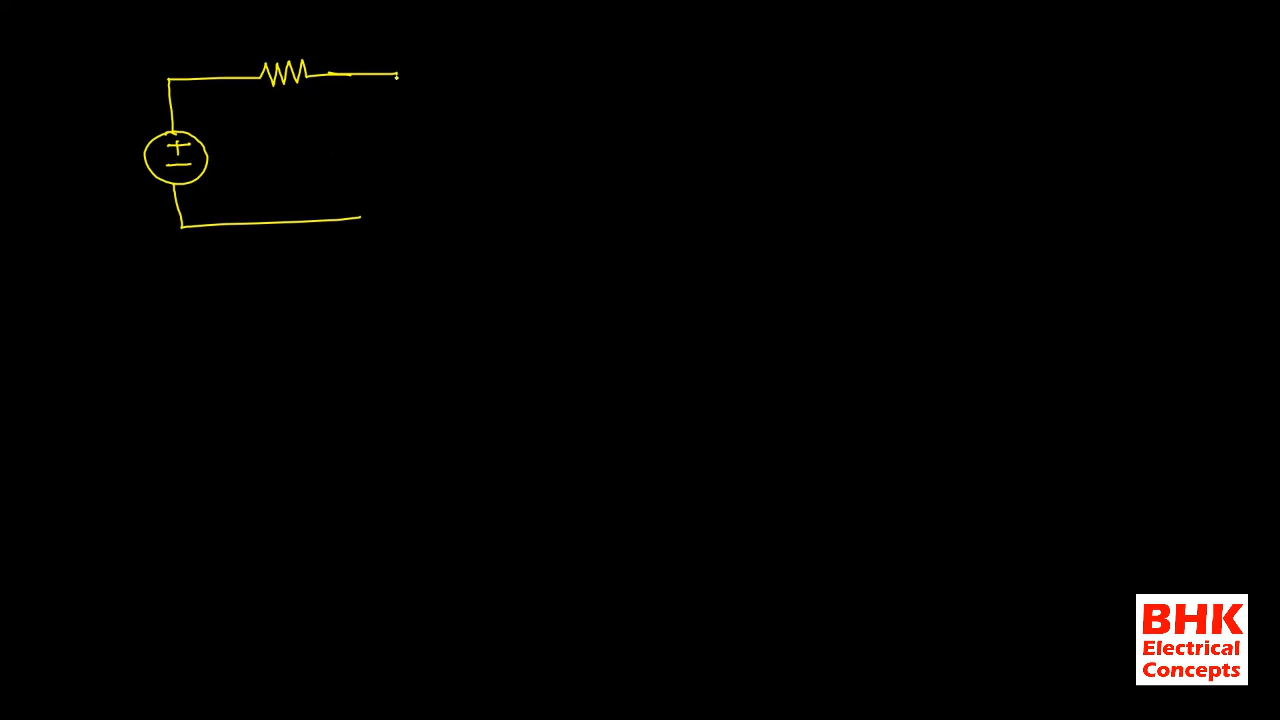 +
−
BHK
Electrical
Concepts